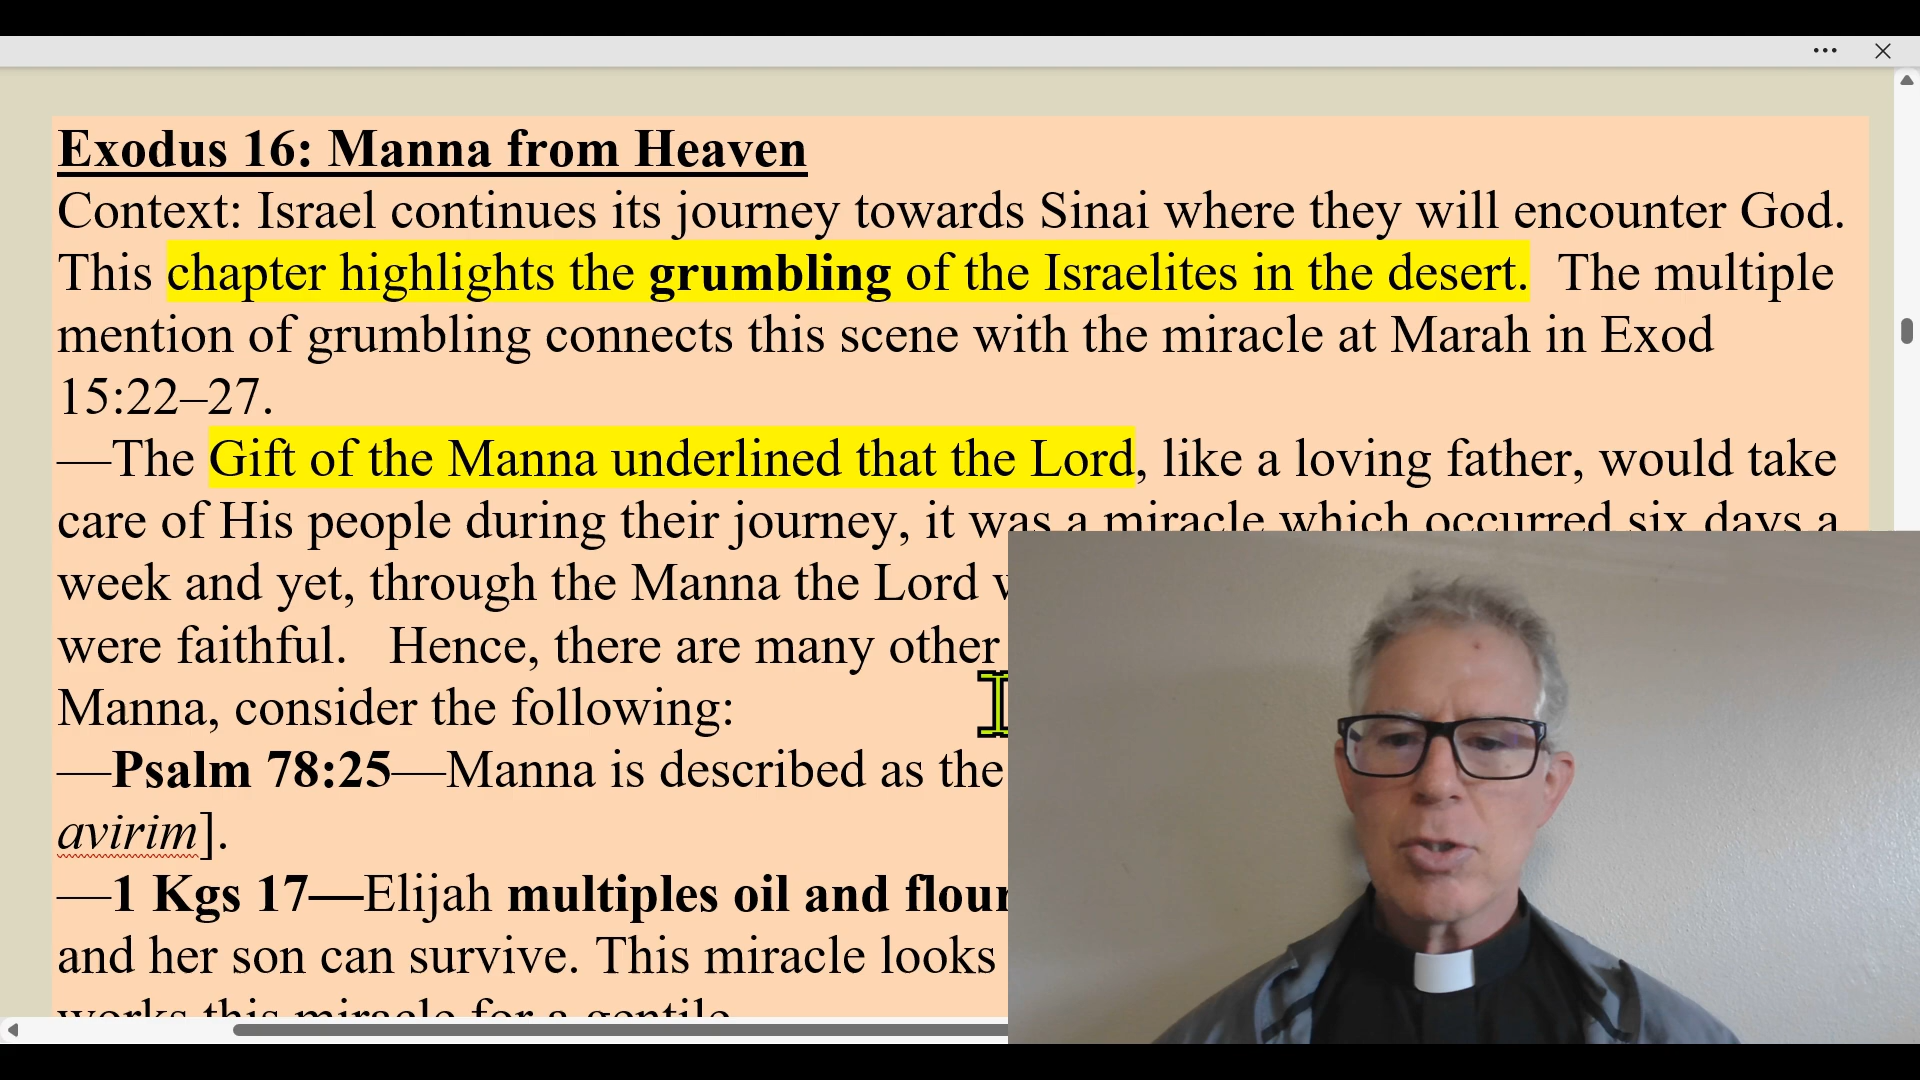 Exodus 16: Manna from Heaven
Context: Israel continues its journey towards Sinai where they will encounter God.
This chapter highlights the grumbling of the Israelites in the desert. The multiple
mention of grumbling connects this scene with the miracle at Marah in Exod
15:22–27.
—The Gift of the Manna underlined that the Lord, like a loving father, would take
care of His people during their journey, it was a miracle which occurred six days a
week and yet, through the Manna the Lord
were faithful. Hence, there are many other
Manna, consider the following:
—Psalm 78:25—Manna is described as the
avirim].
—1 Kgs 17—Elijah multiples oil and flour
and her son can survive. This miracle looks
works this miracle for a gentile